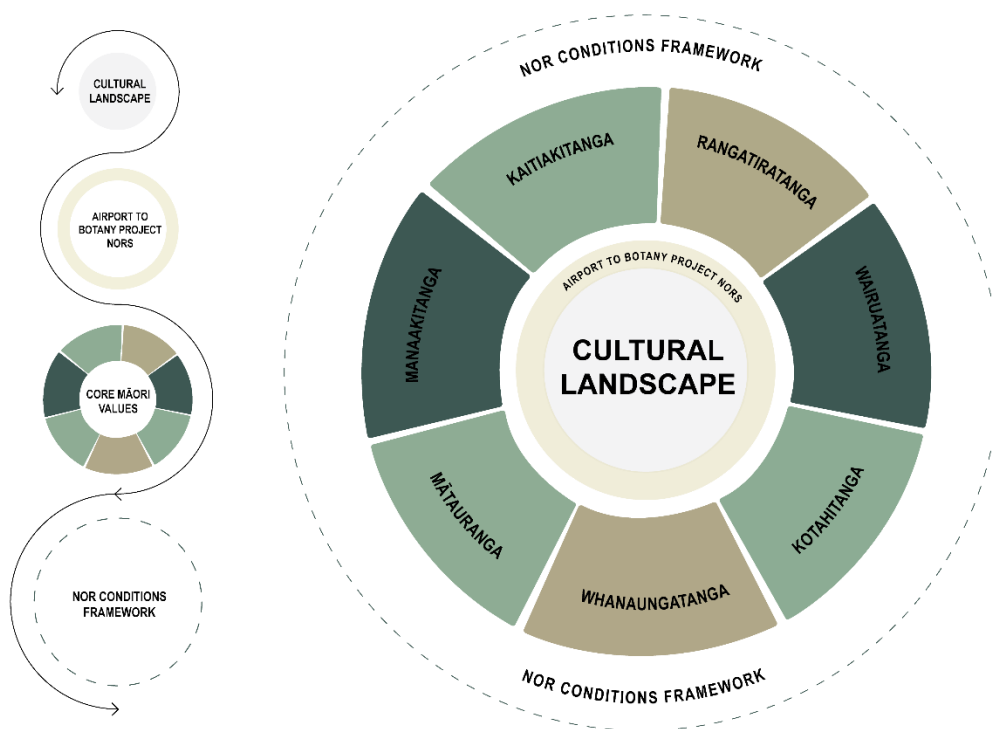 CULTURAL
LANDSCAPE
AIRPORT TO
BOTANY PROJECT
NORS
CORE MĀORI
VALUES
NOR CONDITIONS
FRAMEWORK
NOR CONDITIONS FRAMEWORK
KAITIAKITANGA
RANGATIRATANGA
MANAAKITANGA
WAIRUATANGA
AIRPORT TO BOTANY PROJECT NORS
CULTURAL
LANDSCAPE
MĀTAURANGA
KOTAHITANGA
WHANAUNGATANGA
NOR CONDITIONS FRAMEWORK